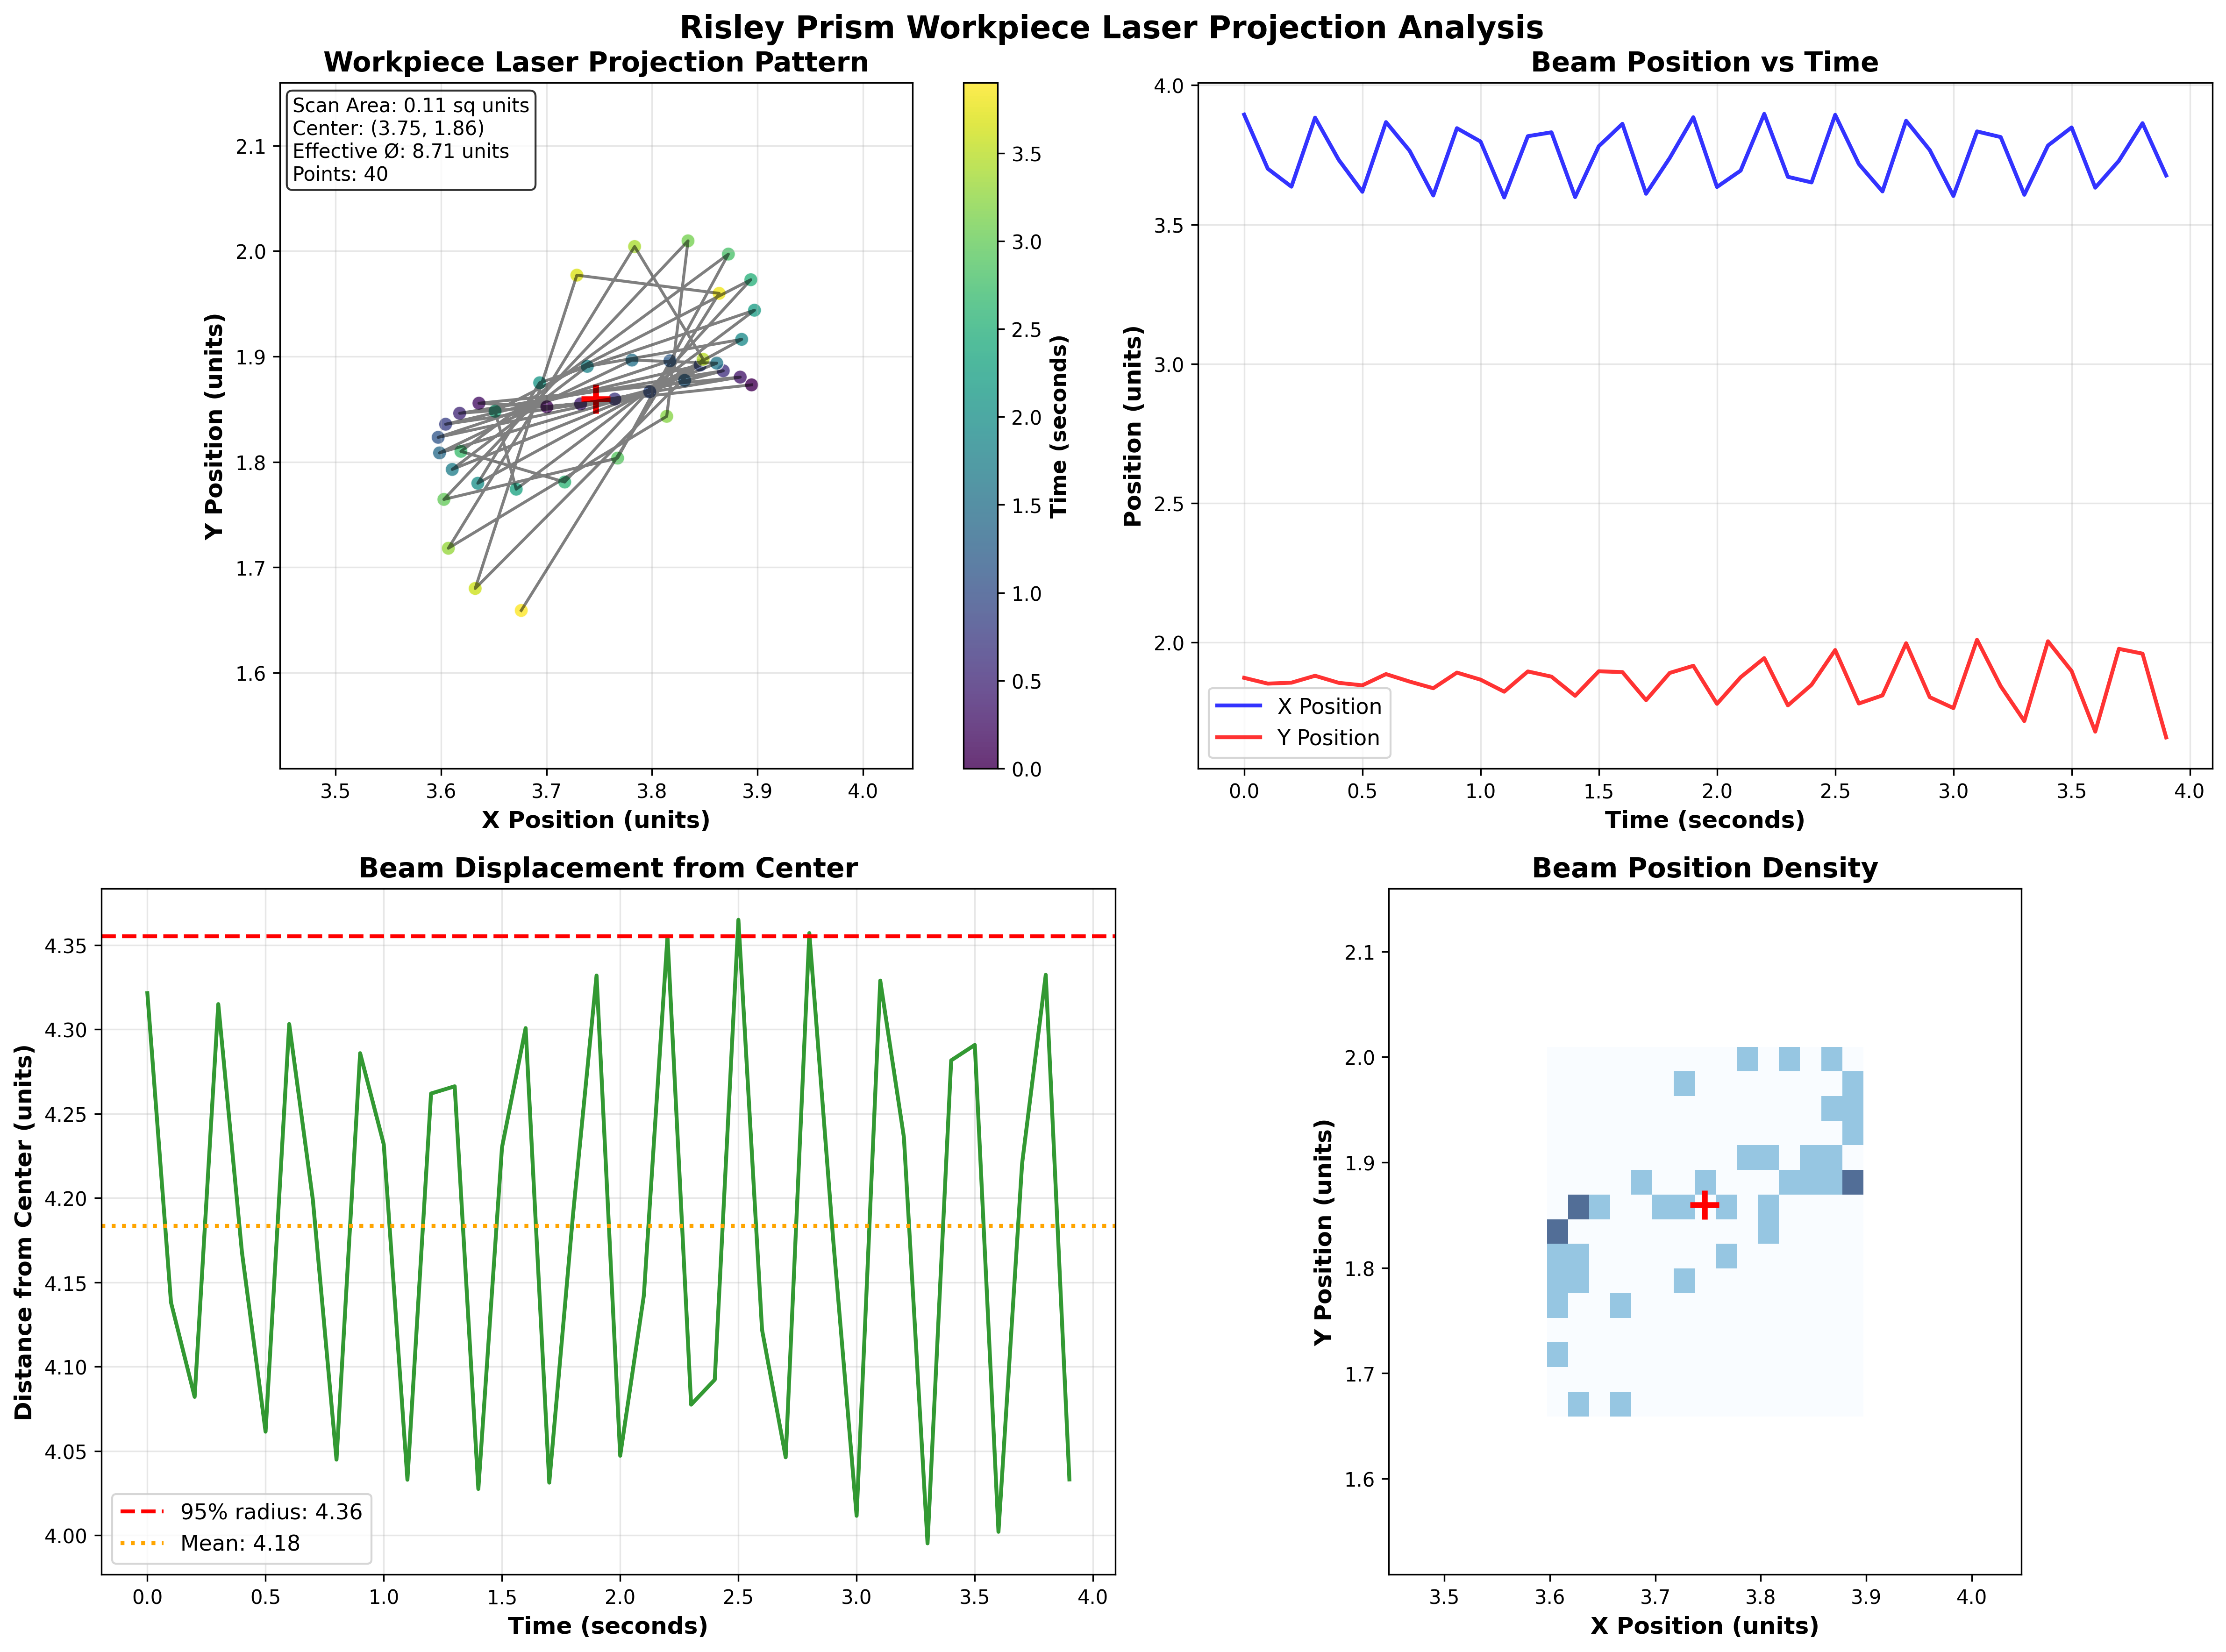 Risley Prism Workpiece Laser Projection Analysis
Workpiece Laser Projection Pattern
Scan Area: 0.11 sq units
Center: (3.75, 1.86)
Effective Ø: 8.71 units
Points: 40
2.1
2.0
1.9
1.8
1.7
1.6
Y Position (units)
3.5 3.6 3.7 3.8 3.9 4.0
X Position (units)
3.5
3.0
2.5
2.0
1.5
1.0
0.5
0.0
Time (seconds)
Beam Position vs Time
4.0
3.5
3.0
2.5
2.0
Position (units)
X Position
Y Position
0.0 0.5 1.0 1.5 2.0 2.5 3.0 3.5 4.0
Time (seconds)
Beam Displacement from Center
4.35
4.30
4.25
4.20
4.15
4.10
4.05
4.00
Distance from Center (units)
95% radius: 4.36
Mean: 4.18
0.0 0.5 1.0 1.5 2.0 2.5 3.0 3.5 4.0
Time (seconds)
Beam Position Density
2.1
2.0
1.9
1.8
1.7
1.6
Y Position (units)
3.5 3.6 3.7 3.8 3.9 4.0
X Position (units)